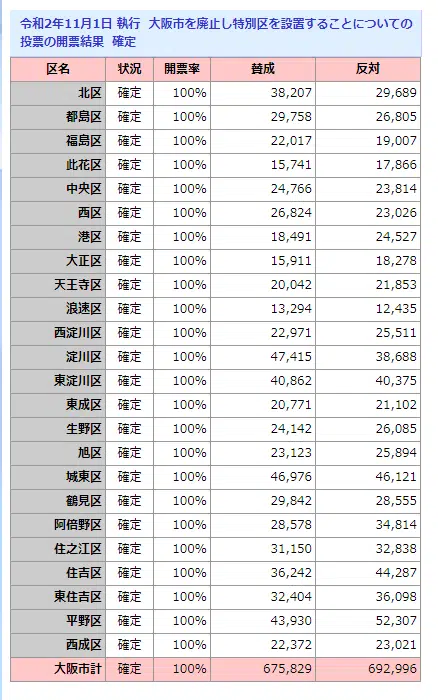 令和2年11月1日 執行 大阪市を廃止し特別区を設置することについての
投票の開票結果 確定
区名 状況 開票率 賛成 反対
北区 確定 100% 38,207 29,689
都島区 確定 100% 29,758 26,805
福島区 確定 100% 22,017 19,007
此花区 確定 100% 15,741 17,866
中央区 確定 100% 24,766 23,814
西区 確定 100% 26,824 23,026
港区 確定 100% 18,491 24,527
大正区 確定 100% 15,911 18,278
天王寺区 確定 100% 20,042 21,853
浪速区 確定 100% 13,294 12,435
西淀川区 確定 100% 22,971 25,511
淀川区 確定 100% 47,415 38,688
東淀川区 確定 100% 40,862 40,375
東成区 確定 100% 20,771 21,102
生野区 確定 100% 24,142 26,085
旭区 確定 100% 23,123 25,894
城東区 確定 100% 46,976 46,121
鶴見区 確定 100% 29,842 28,555
阿倍野区 確定 100% 28,578 34,814
住之江区 確定 100% 31,150 32,838
住吉区 確定 100% 36,242 44,287
東住吉区 確定 100% 32,404 36,098
平野区 確定 100% 43,930 52,307
西成区 確定 100% 22,372 23,021
大阪市計 確定 100% 675,829 692,996